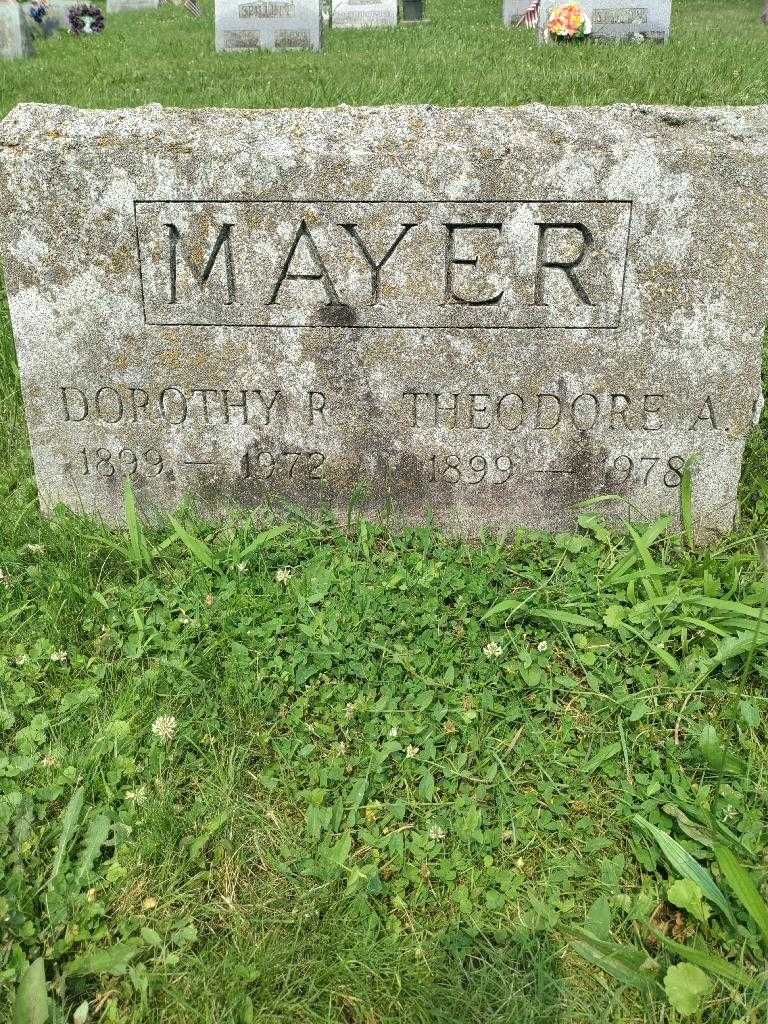 MAYER
DOROTHY R. THEODORE A.
1899 — 1972 1899 — 1978